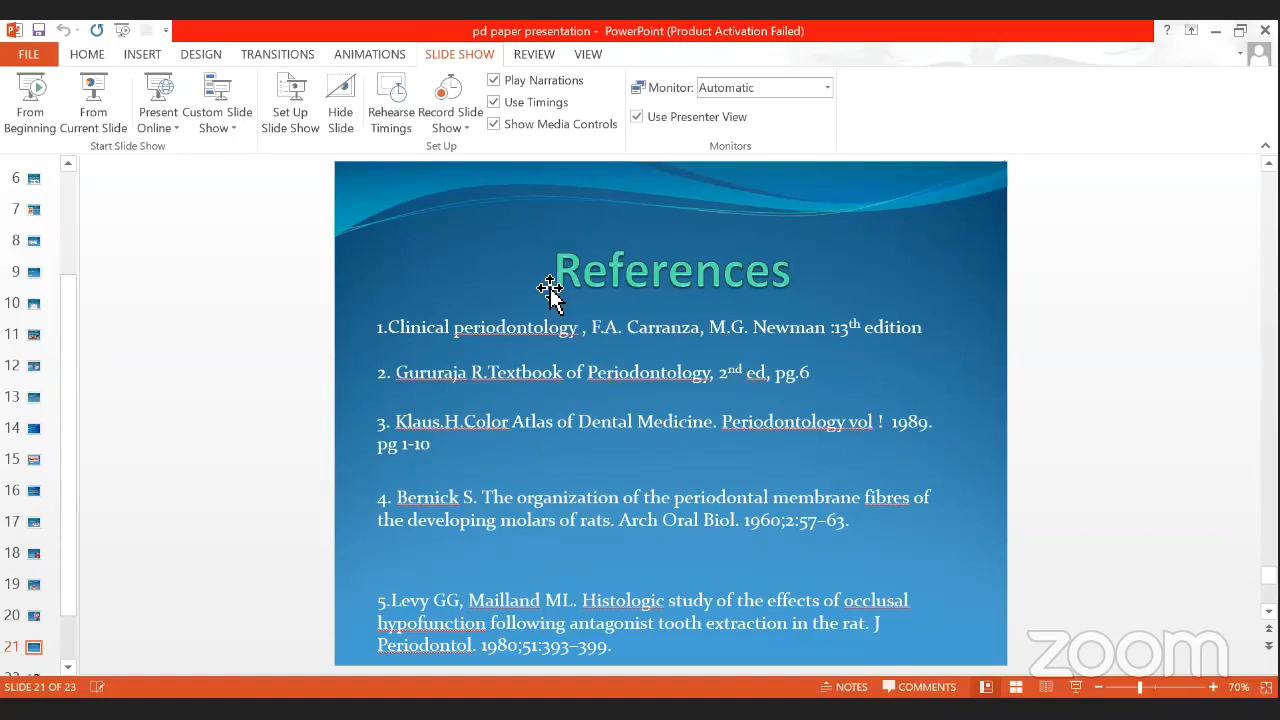 pd paper presentation - PowerPoint (Product Activation Failed)
FILE HOME INSERT DESIGN TRANSITIONS ANIMATIONS SLIDE SHOW REVIEW VIEW
From Beginning
From Current Slide
Present Online
Custom Slide Show
Set Up Slide Show
Hide Slide
Rehearse Timings
Record Slide Show
Play Narrations
Use Timings
Show Media Controls
Monitor: Automatic
Use Presenter View
Start Slide Show
Set Up
Monitors
6
7
8
9
10
11
12
13
14
15
16
17
18
19
20
21
References
1.Clinical periodontology , F.A. Carranza, M.G. Newman :13th edition
2. Gururaja R.Textbook of Periodontology, 2nd ed, pg.6
3. Klaus.H.Color Atlas of Dental Medicine. Periodontology vol ! 1989.
pg 1-10
4. Bernick S. The organization of the periodontal membrane fibres of
the developing molars of rats. Arch Oral Biol. 1960;2:57–63.
5.Levy GG, Mailland ML. Histologic study of the effects of occlusal
hypofunction following antagonist tooth extraction in the rat. J
Periodontol. 1980;51:393–399.
zoom
SLIDE 21 OF 23
NOTES
COMMENTS
70%